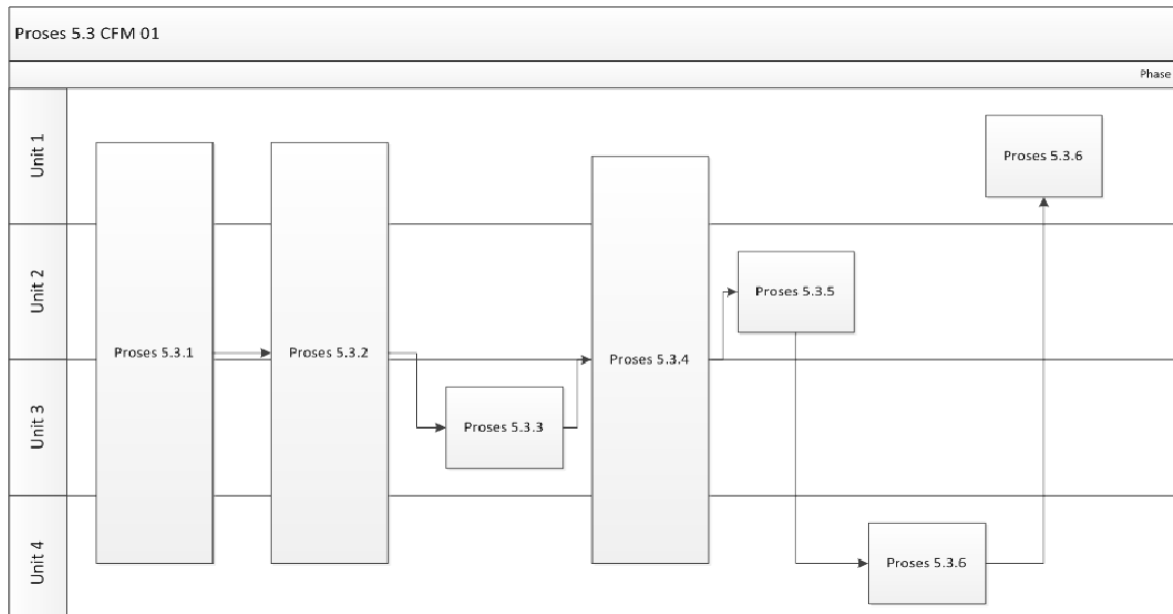 Proses 5.3 CFM 01
Phase
Unit 1
Proses 5.3.6
Unit 2
Proses 5.3.5
Proses 5.3.1
Proses 5.3.2
Proses 5.3.4
Unit 3
Proses 5.3.3
Unit 4
Proses 5.3.6